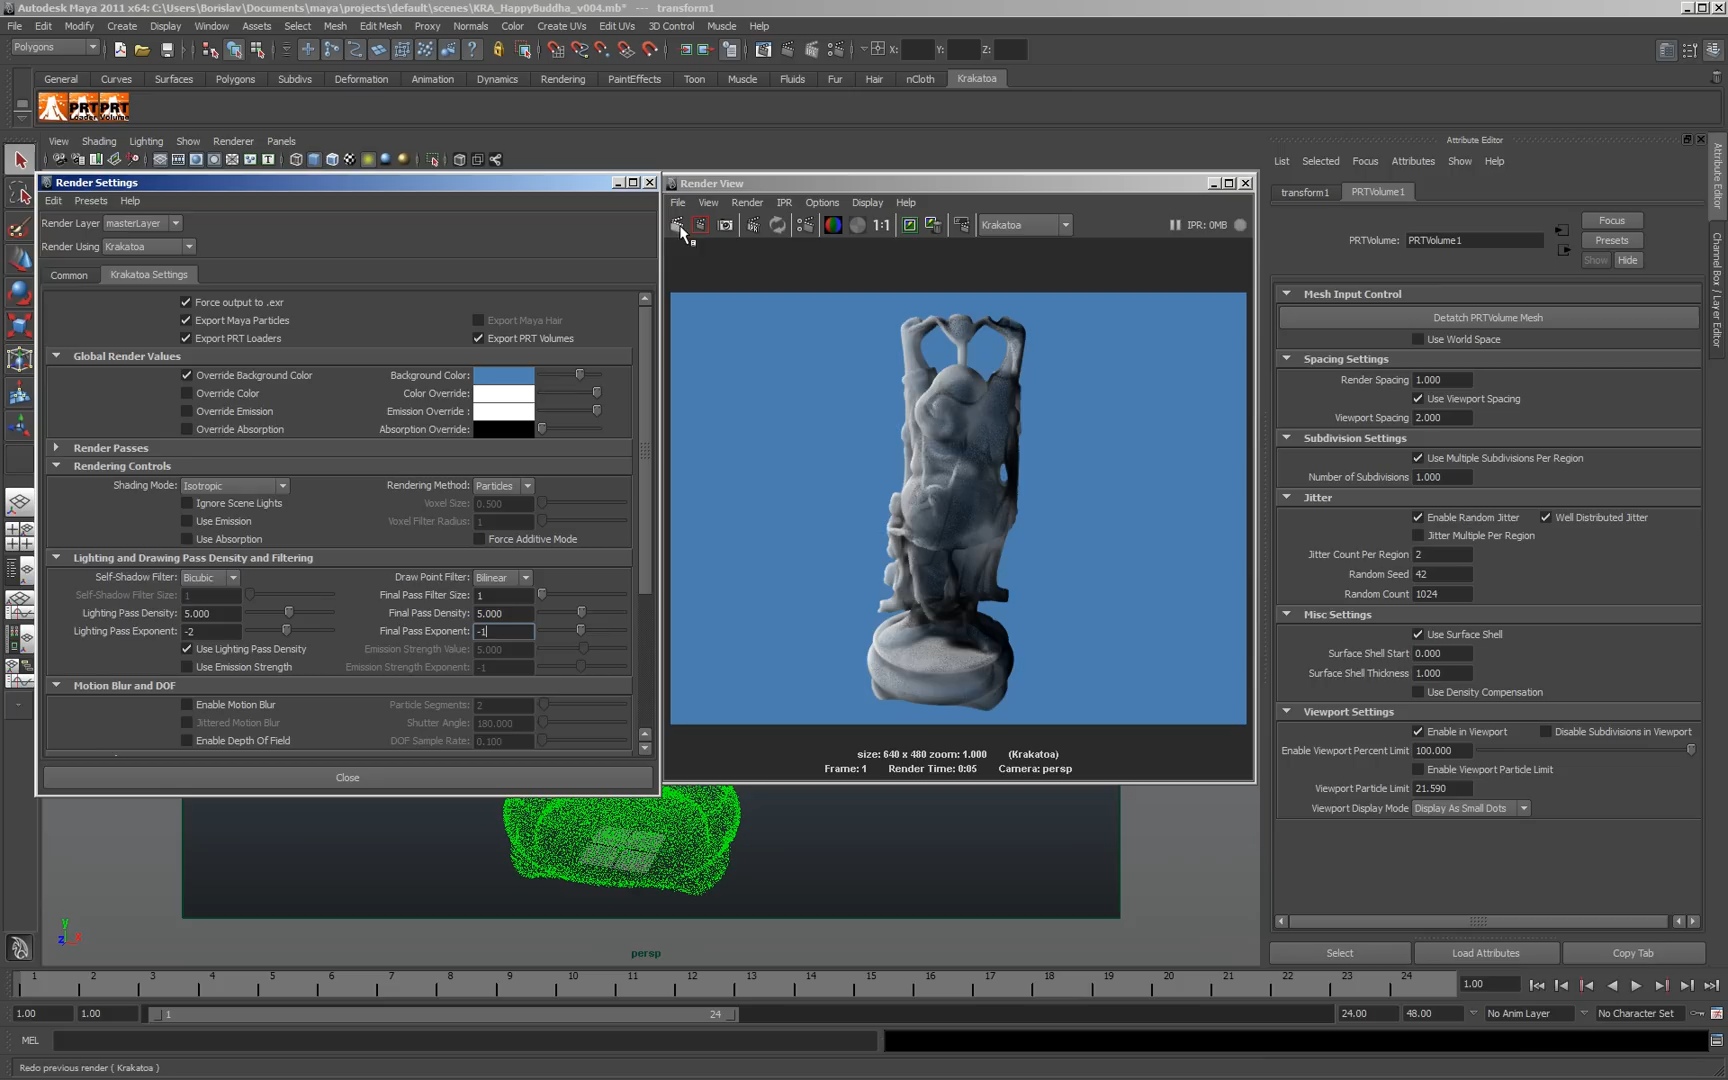 Autodesk Maya 2011 x64: C:\Users\Borislav\Documents\maya\projects\default\scenes\KRA_HappyBuddha_v004.mb* --- transform1
File Edit Modify Create Display Window Assets Select Mesh Edit Mesh Proxy Normals Color Create UVs Edit UVs 3D Control Muscle Help
Polygons X: Y: Z:
General Curves Surfaces Polygons Subdivs Deformation Animation Dynamics Rendering PaintEffects Toon Muscle Fluids Fur Hair nCloth Krakatoa
PRT PRT
Loader Volume
View Shading Lighting Show Renderer Panels
Render Settings
Edit Presets Help
Render Layer masterLayer
Render Using Krakatoa
Common Krakatoa Settings
Force output to .exr
Export Maya Particles Export Maya Hair
Export PRT Loaders Export PRT Volumes
Global Render Values
Override Background Color Background Color:
Override Color Color Override:
Override Emission Emission Override :
Override Absorption Absorption Override:
Render Passes
Rendering Controls
Shading Mode: Isotropic Rendering Method: Particles
Ignore Scene Lights Voxel Size: 0.500
Use Emission Voxel Filter Radius: 1
Use Absorption Force Additive Mode
Lighting and Drawing Pass Density and Filtering
Self-Shadow Filter: Bicubic Draw Point Filter: Bilinear
Self-Shadow Filter Size: 1 Final Pass Filter Size: 1
Lighting Pass Density: 5.000 Final Pass Density: 5.000
Lighting Pass Exponent: -2 Final Pass Exponent: -1
Use Lighting Pass Density Emission Strength Value: 5.000
Use Emission Strength Emission Strength Exponent: -1
Motion Blur and DOF
Enable Motion Blur Particle Segments: 2
Jittered Motion Blur Shutter Angle: 180.000
Enable Depth Of Field DOF Sample Rate: 0.100
Close
Render View
File View Render IPR Options Display Help
1:1 Krakatoa IPR: 0MB
size: 640 x 480 zoom: 1.000 (Krakatoa)
Frame: 1 Render Time: 0:05 Camera: persp
Attribute Editor
List Selected Focus Attributes Show Help
transform1 PRTVolume1
PRTVolume: PRTVolume1
Focus
Presets
Show Hide
Mesh Input Control
Detatch PRTVolume Mesh
Use World Space
Spacing Settings
Render Spacing 1.000
Use Viewport Spacing
Viewport Spacing 2.000
Subdivision Settings
Use Multiple Subdivisions Per Region
Number of Subdivisions 1.000
Jitter
Enable Random Jitter Well Distributed Jitter
Jitter Multiple Per Region
Jitter Count Per Region 2
Random Seed 42
Random Count 1024
Misc Settings
Use Surface Shell
Surface Shell Start 0.000
Surface Shell Thickness 1.000
Use Density Compensation
Viewport Settings
Enable in Viewport Disable Subdivisions in Viewport
Enable Viewport Percent Limit 100.000
Enable Viewport Particle Limit
Viewport Particle Limit 21.590
Viewport Display Mode Display As Small Dots
Select Load Attributes Copy Tab
Attribute Editor
Channel Box / Layer Editor
y
z
persp
1 2 3 4 5 6 7 8 9 10 11 12 13 14 15 16 17 18 19 20 21 22 23 24 1.00
1.00 1.00 1 24 24.00 48.00 No Anim Layer No Character Set
MEL
Redo previous render ( Krakatoa )